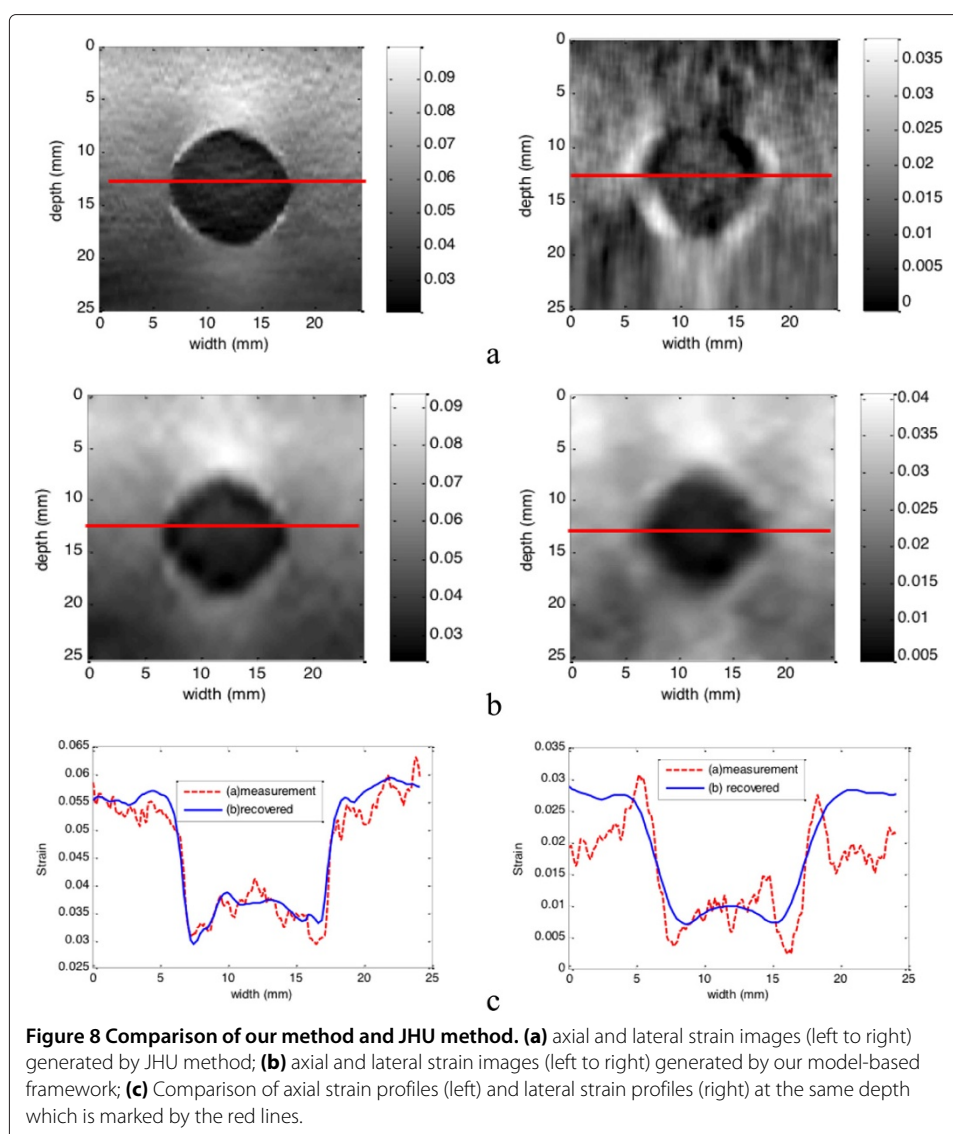 0
5
10
15
20
25
depth (mm)
0 5 10 15 20
width (mm)
0.09
0.08
0.07
0.06
0.05
0.04
0.03
0
5
10
15
20
25
depth (mm)
0 5 10 15 20
width (mm)
0.035
0.03
0.025
0.02
0.015
0.01
0.005
0
a
0
5
10
15
20
25
depth (mm)
0 5 10 15 20
width (mm)
0.09
0.08
0.07
0.06
0.05
0.04
0.03
0
5
10
15
20
25
depth (mm)
0 5 10 15 20
width (mm)
0.04
0.035
0.03
0.025
0.02
0.015
0.01
0.005
b
0.065
0.06
0.055
0.05
0.045
0.04
0.035
0.03
0.025
Strain
(a)measurement
(b)recovered
0 5 10 15 20 25
width (mm)
0.035
0.03
0.025
0.02
0.015
0.01
0.005
0
Strain
(a)measurement
(b) recovered
0 5 10 15 20 25
width (mm)
c
Figure 8 Comparison of our method and JHU method. (a) axial and lateral strain images (left to right)
generated by JHU method; (b) axial and lateral strain images (left to right) generated by our model-based
framework; (c) Comparison of axial strain profiles (left) and lateral strain profiles (right) at the same depth
which is marked by the red lines.